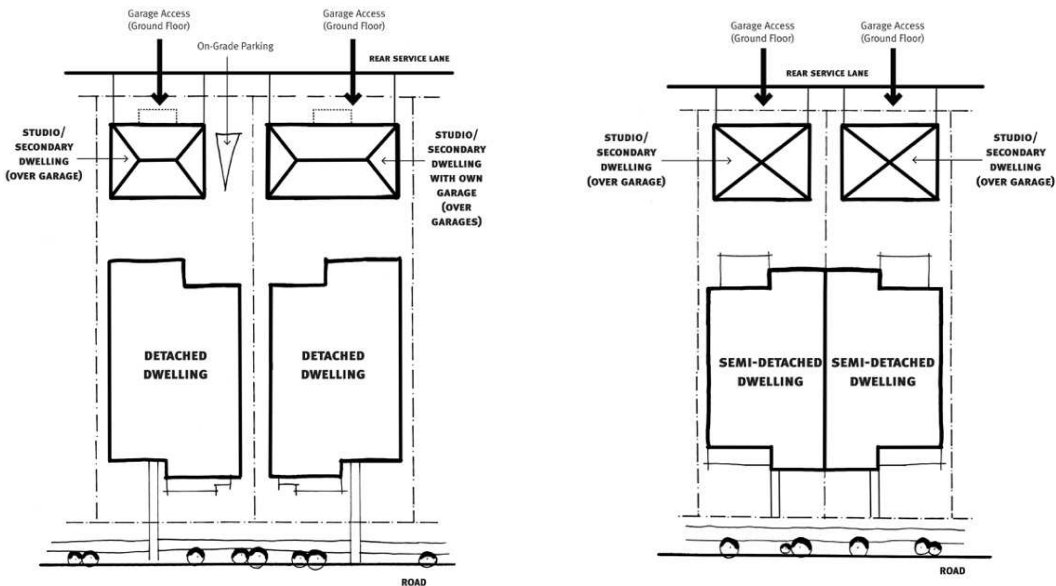 Garage Access
(Ground Floor)
On-Grade Parking
Garage Access
(Ground Floor)
REAR SERVICE LANE
STUDIO/
SECONDARY
DWELLING
(OVER GARAGE)
STUDIO/
SECONDARY
DWELLING
WITH OWN
GARAGE
(OVER
GARAGES)
DETACHED
DWELLING
DETACHED
DWELLING
ROAD
Garage Access
(Ground Floor)
Garage Access
(Ground Floor)
REAR SERVICE LANE
STUDIO/
SECONDARY
DWELLING
(OVER GARAGE)
STUDIO/
SECONDARY
DWELLING
(OVER GARAGE)
SEMI-DETACHED
DWELLING
SEMI-DETACHED
DWELLING
ROAD